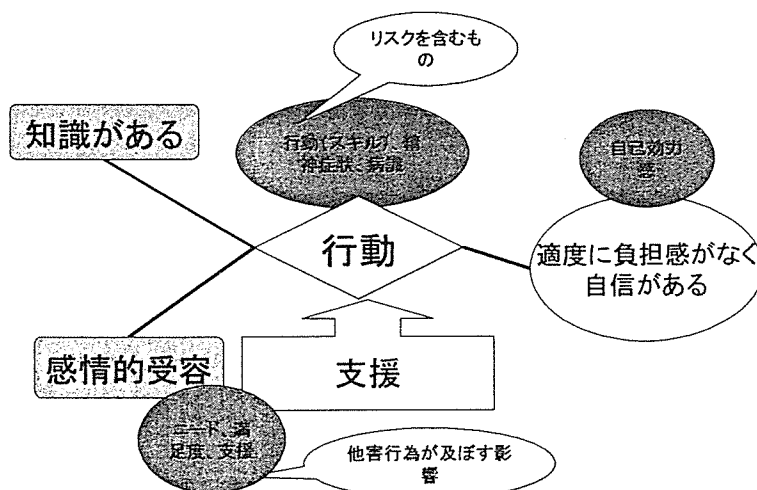 リスクを含むも
の
知識がある
行動(スキル)、精
神症状、病識
自己効力
感
行動
適度に負担感がなく
自信がある
感情的受容
支援
ニード、満
足度、支援
他害行為が及ぼす影
響